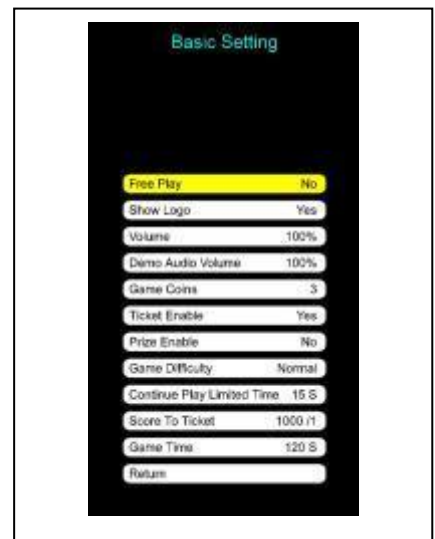 Basic Setting
Free Play No
Show Logo Yes
Volume 100%
Demo Audio Volume 100%
Game Coins 3
Ticket Enable Yes
Prize Enable No
Game Difficulty Normal
Continue Play Limited Time 15 S
Score To Ticket 1000 /1
Game Time 120 S
Return